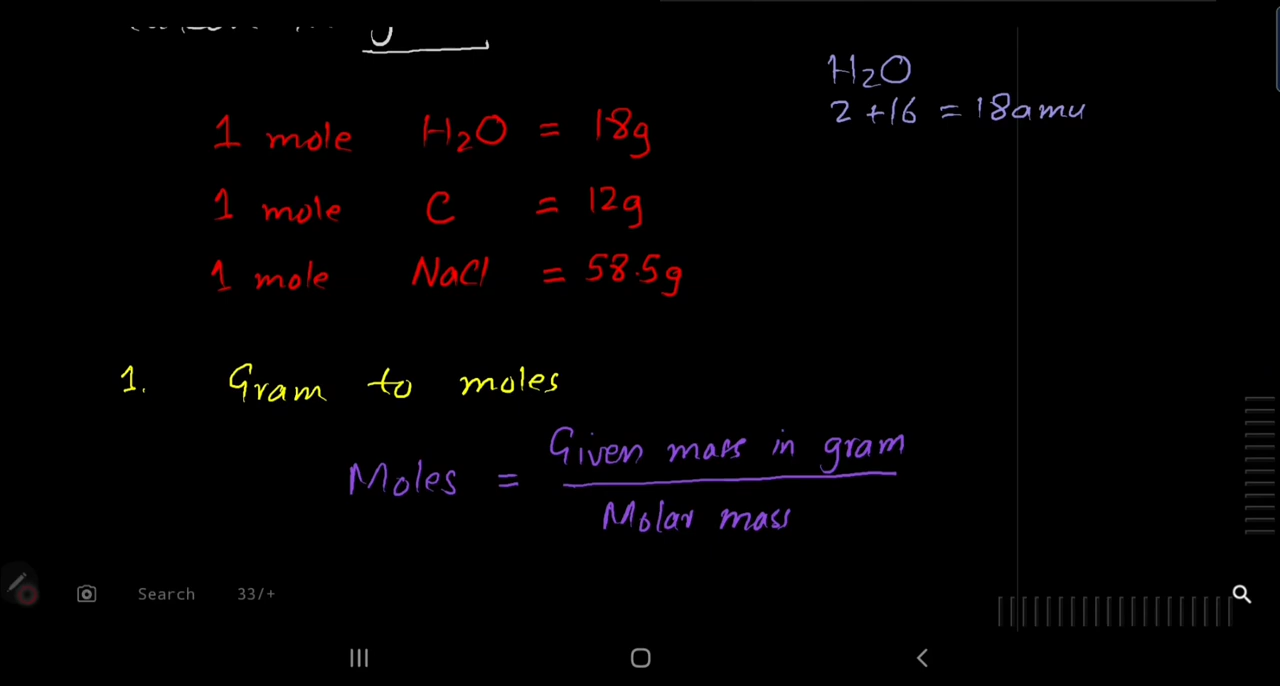 H₂O
2 + 16 = 18amu
1 mole H₂O = 18g
1 mole C = 12g
1 mole NaCl = 58.5g
1. Gram to moles
Moles = Given mass in gram
Molar mass
Search 33/+